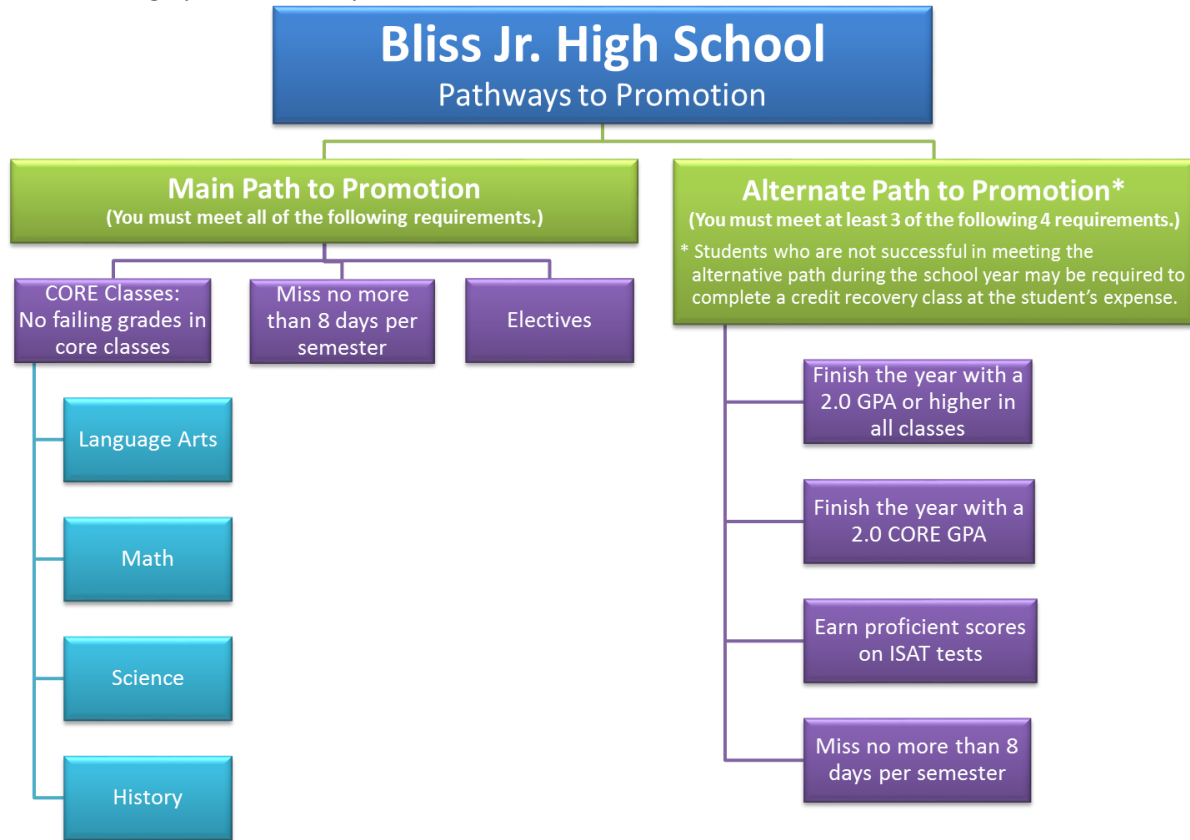 Bliss Jr. High School
Pathways to Promotion
Main Path to Promotion
(You must meet all of the following requirements.)
CORE Classes:
No failing grades in
core classes
Miss no more
than 8 days per
semester
Electives
Language Arts
Math
Science
History
Alternate Path to Promotion*
(You must meet at least 3 of the following 4 requirements.)
* Students who are not successful in meeting the
alternative path during the school year may be required to
complete a credit recovery class at the student’s expense.
Finish the year with a
2.0 GPA or higher in
all classes
Finish the year with a
2.0 CORE GPA
Earn proficient scores
on ISAT tests
Miss no more than 8
days per semester